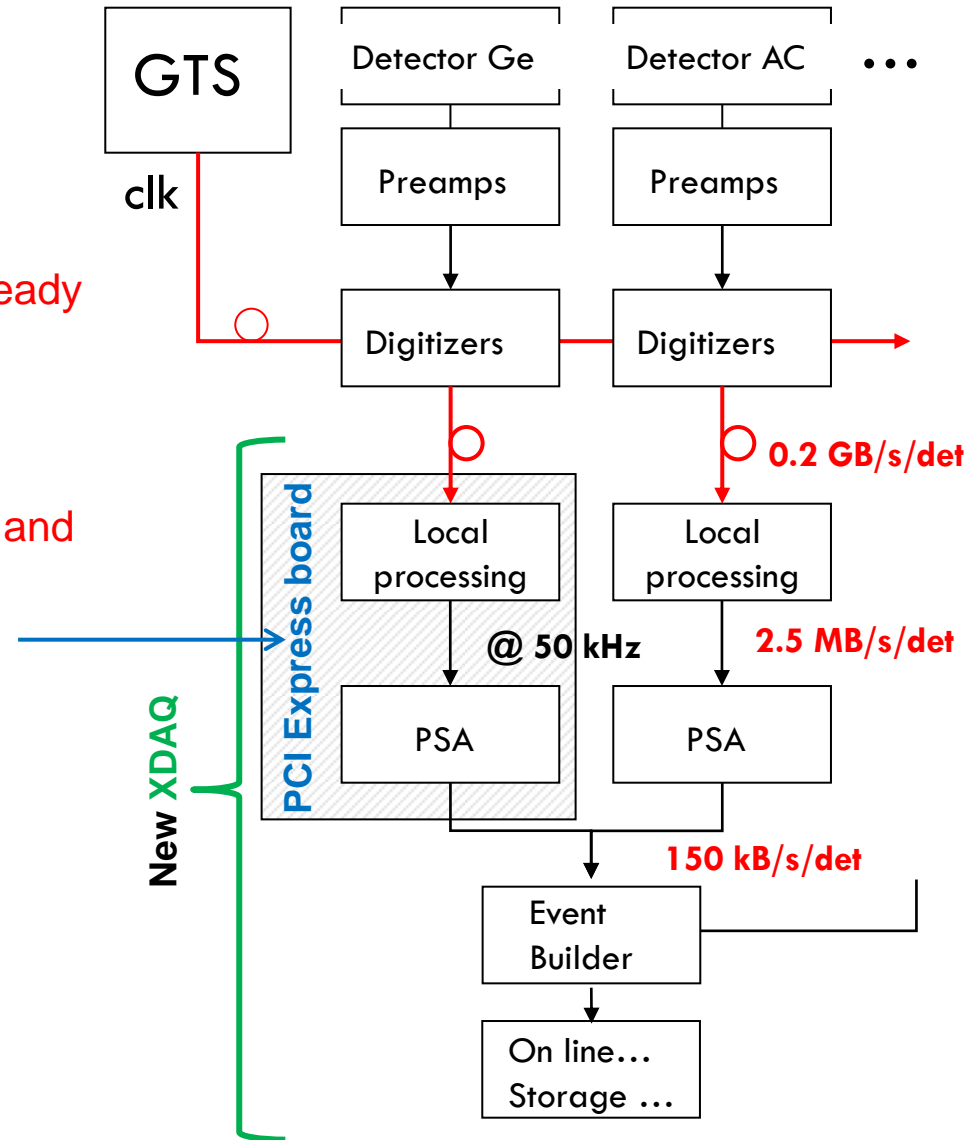 GTS
Detector Ge
Detector AC
...
clk
Preamps
Preamps
eady
Digitizers
Digitizers
0.2 GB/s/det
and
PCI Express board
Local
processing
Local
processing
@ 50 kHz
2.5 MB/s/det
New XDAQ
PSA
PSA
150 kB/s/det
Event
Builder
On line...
Storage ...